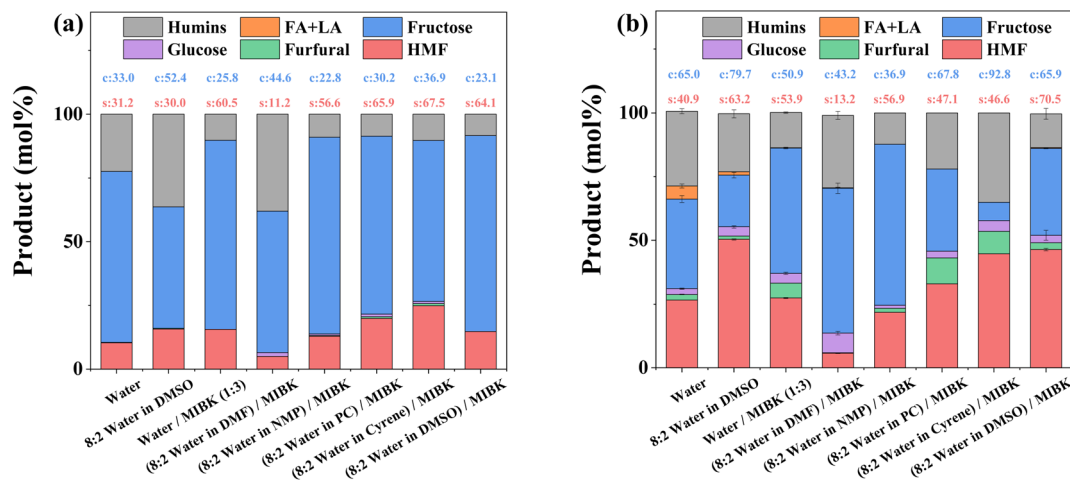 (a)
Humins FA+LA Fructose
Glucose Furfural HMF
c:33.0 c:52.4 c:25.8 c:44.6 c:22.8 c:30.2 c:36.9 c:23.1
s:31.2 s:30.0 s:60.5 s:11.2 s:56.6 s:65.9 s:67.5 s:64.1
100
50
0
Product (mol%)
Water
8:2 Water in DMSO
Water / MIBK (1:3)
(8:2 Water in DMF) / MIBK
(8:2 Water in NMP) / MIBK
(8:2 Water in PC) / MIBK
(8:2 Water in Cyrene) / MIBK
(8:2 Water in DMSO) / MIBK
(b)
Humins FA+LA Fructose
Glucose Furfural HMF
c:65.0 c:79.7 c:50.9 c:43.2 c:36.9 c:67.8 c:92.8 c:65.9
s:40.9 s:63.2 s:53.9 s:13.2 s:56.9 s:47.1 s:46.6 s:70.5
100
50
0
Product (mol%)
Water
8:2 Water in DMSO
Water / MIBK (1:3)
(8:2 Water in DMF) / MIBK
(8:2 Water in NMP) / MIBK
(8:2 Water in PC) / MIBK
(8:2 Water in Cyrene) / MIBK
(8:2 Water in DMSO) / MIBK